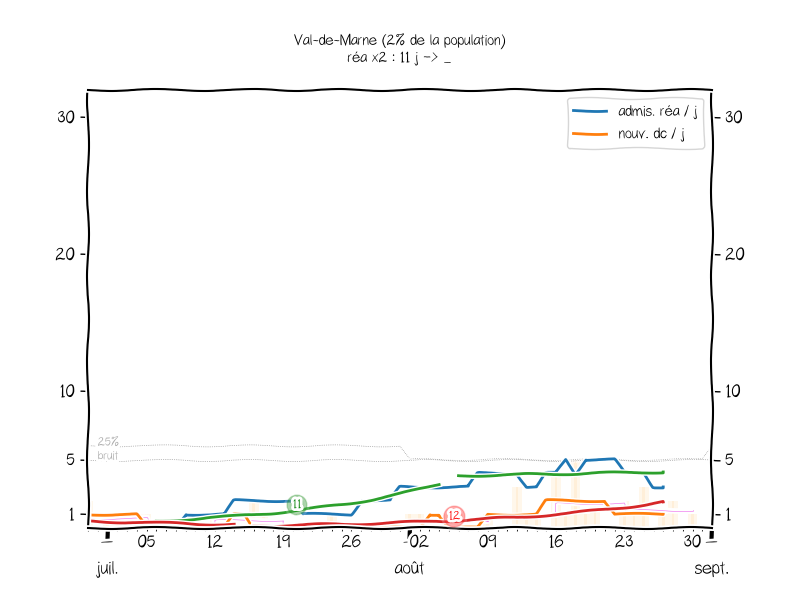 Val-de-Marne (2% de la population)
réa x2 : 11 j -> _
admis. réa / j
nouv. dc / j
30
30
20
20
10
10
25%
bruit
5
5
11
12
1
1
05
12
19
26
02
09
16
23
30
juil.
août
sept.